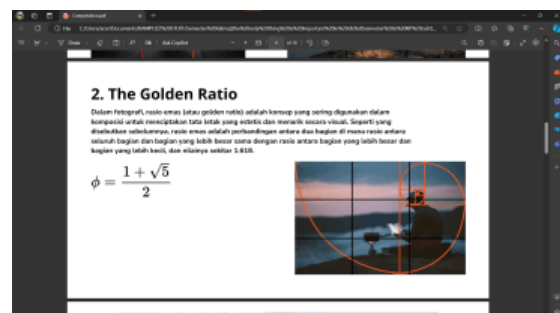 Draw
Ask Copilot
2. The Golden Ratio
Dalam fotografi, rasio emas (atau golden ratio) adalah konsep yang sering digunakan dalam
komposisi untuk menciptakan tata letak yang estetis dan menarik secara visual. Seperti yang
disebutkan sebelumnya, rasio emas adalah perbandingan antara dua bagian di mana rasio antara
seluruh bagian dan bagian yang lebih besar sama dengan rasio antara bagian yang lebih besar dan
bagian yang lebih kecil, dan nilainya sekitar 1.618.
ϕ = (1 + √5) / 2